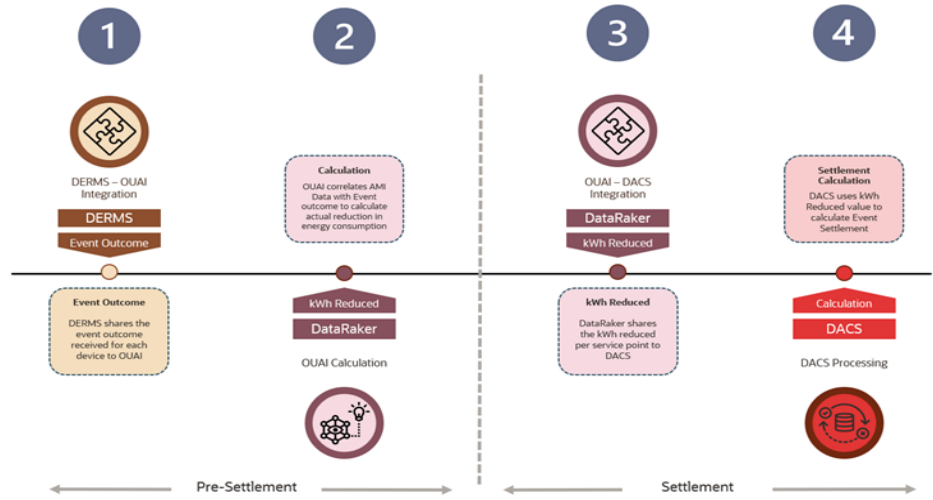 1
2
3
4
DERMS – OUAI
Integration
DERMS
Event Outcome
Event Outcome
DERMS shares the
event outcome
received for each
device to OUAI
Calculation
OUAI correlates AMI
Data with Event
outcome to calculate
actual reduction in
energy consumption
kWh Reduced
DataRaker
OUAI Calculation
OUAI – DACS
Integration
DataRaker
kWh Reduced
kWh Reduced
DataRaker shares
the kWh reduced
per service point to
DACS
Settlement
Calculation
DACS uses kWh
Reduced value to
calculate Event
Settlement
Calculation
DACS
DACS Processing
Pre-Settlement
Settlement